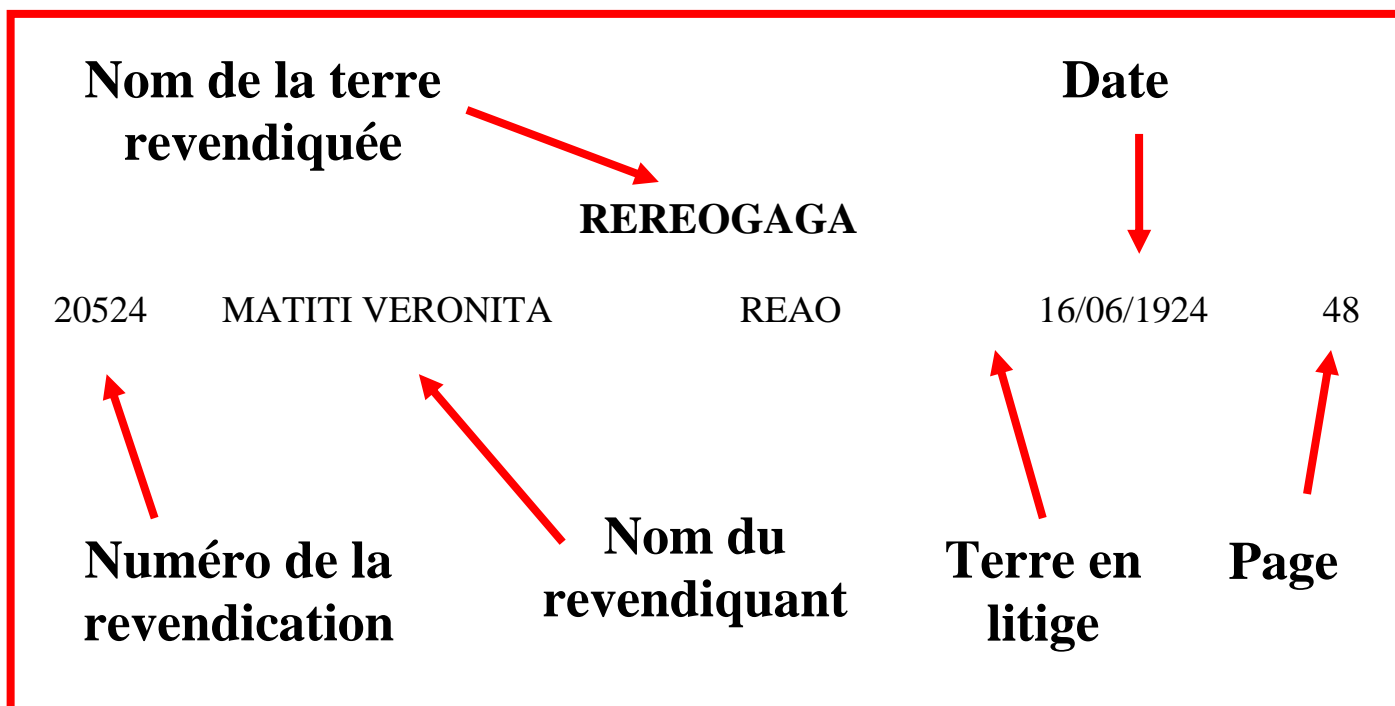 Nom de la terre
revendiquée
Date
REREOGAGA
20524 MATITI VERONITA REAO 16/06/1924 48
Numéro de la
revendication
Nom du
revendiquant
Terre en
litige
Page